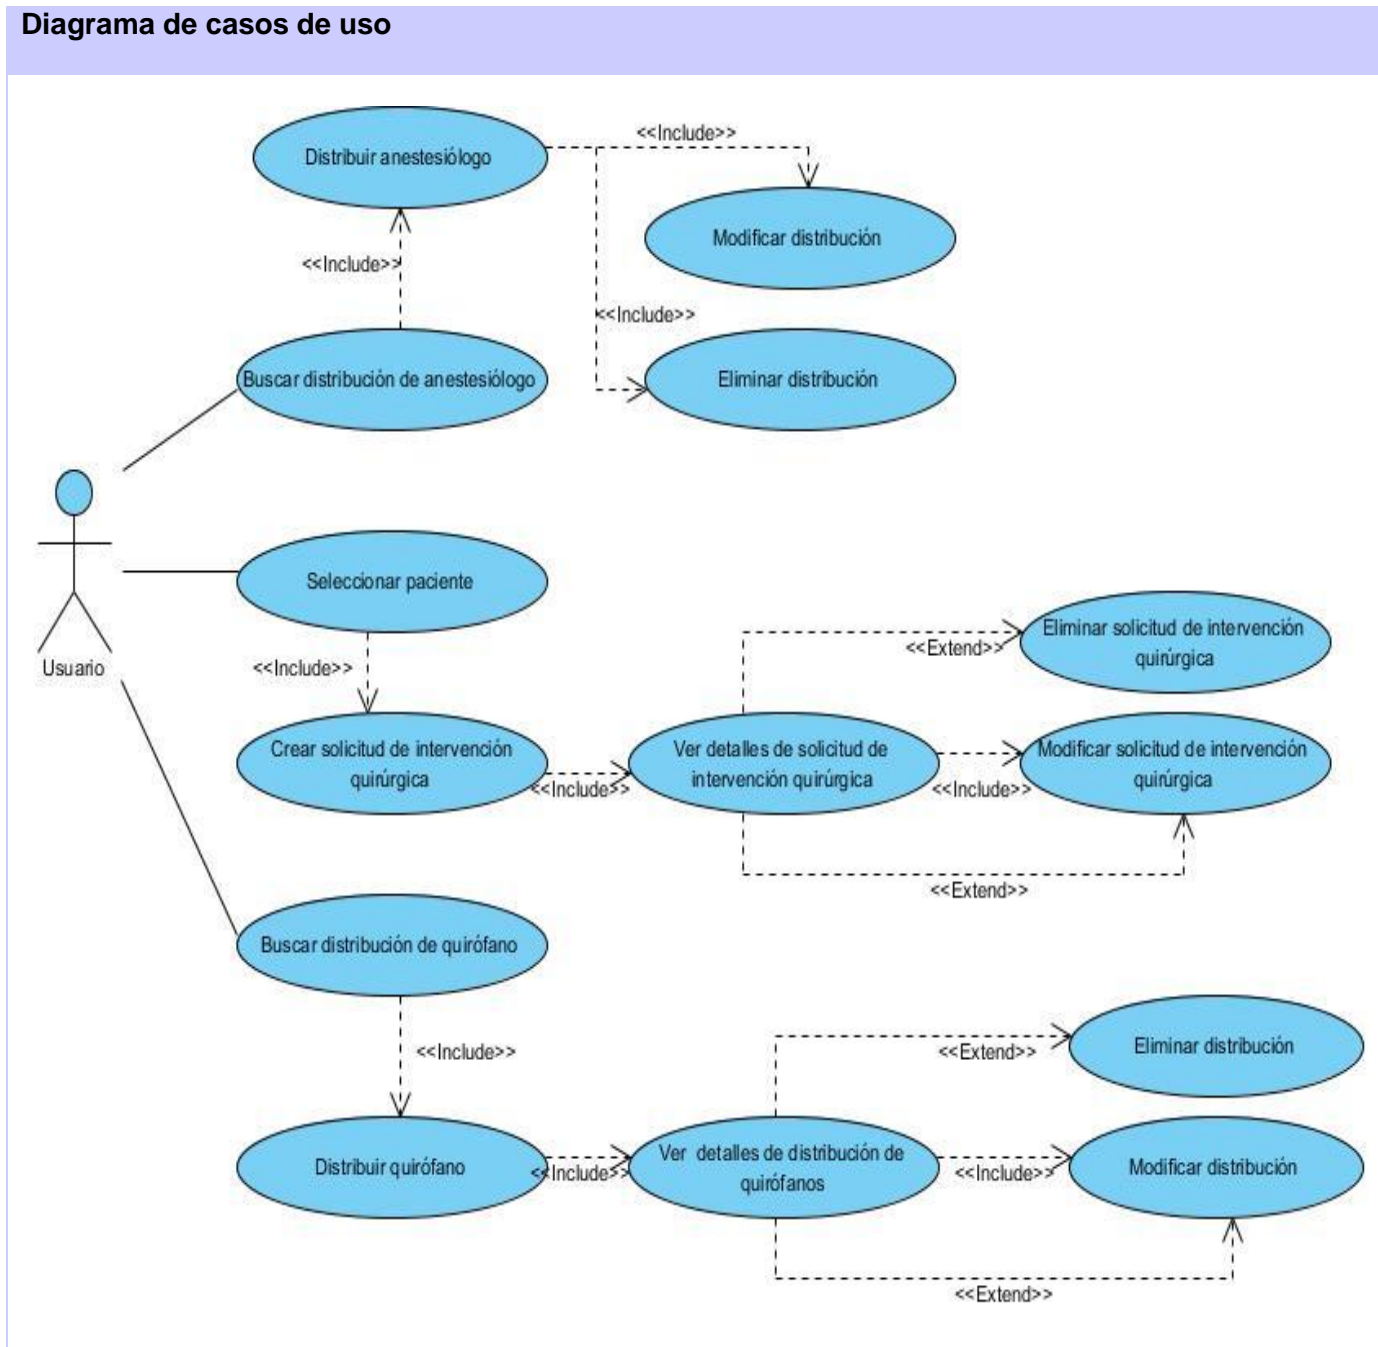 Diagrama de casos de uso
<<Include>>
Distribuir anestesiólogo
Modificar distribución
<<Include>>
<<Include>>
Buscar distribución de anestesiólogo
Eliminar distribución
Seleccionar paciente
Usuario
<<Include>>
Eliminar solicitud de intervención
quirúrgica
<<Extend>>
Crear solicitud de intervención
quirúrgica
<<Include>>
Ver detalles de solicitud de
intervención quirúrgica
<<Include>>
Modificar solicitud de intervención
quirúrgica
<<Extend>>
Buscar distribución de quirófano
<<Include>>
<<Extend>>
Eliminar distribución
Distribuir quirófano
<<Include>>
Ver detalles de distribución de
quirófanos
<<Include>>
Modificar distribución
<<Extend>>